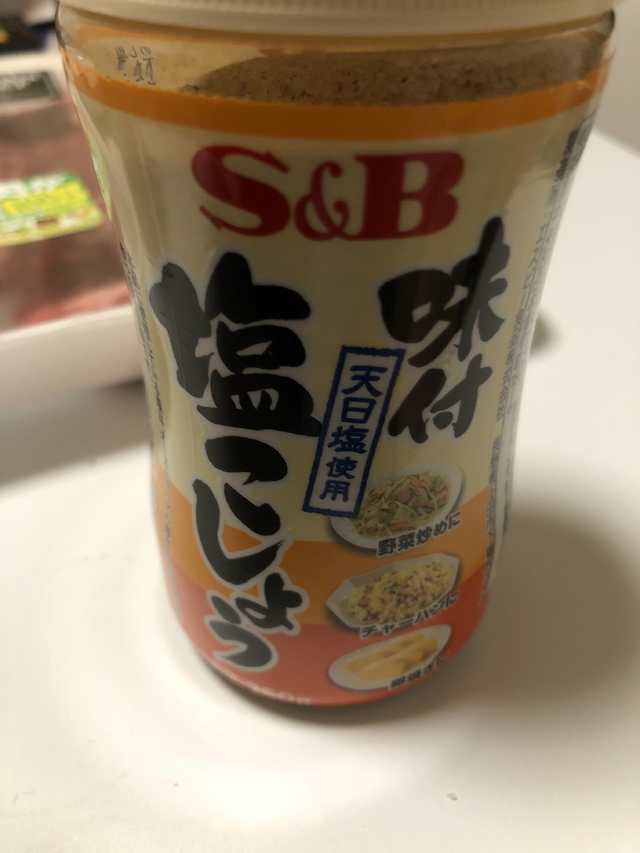 S&B
味付
塩こしょう
天日塩使用
野菜炒めに
チャーハンに